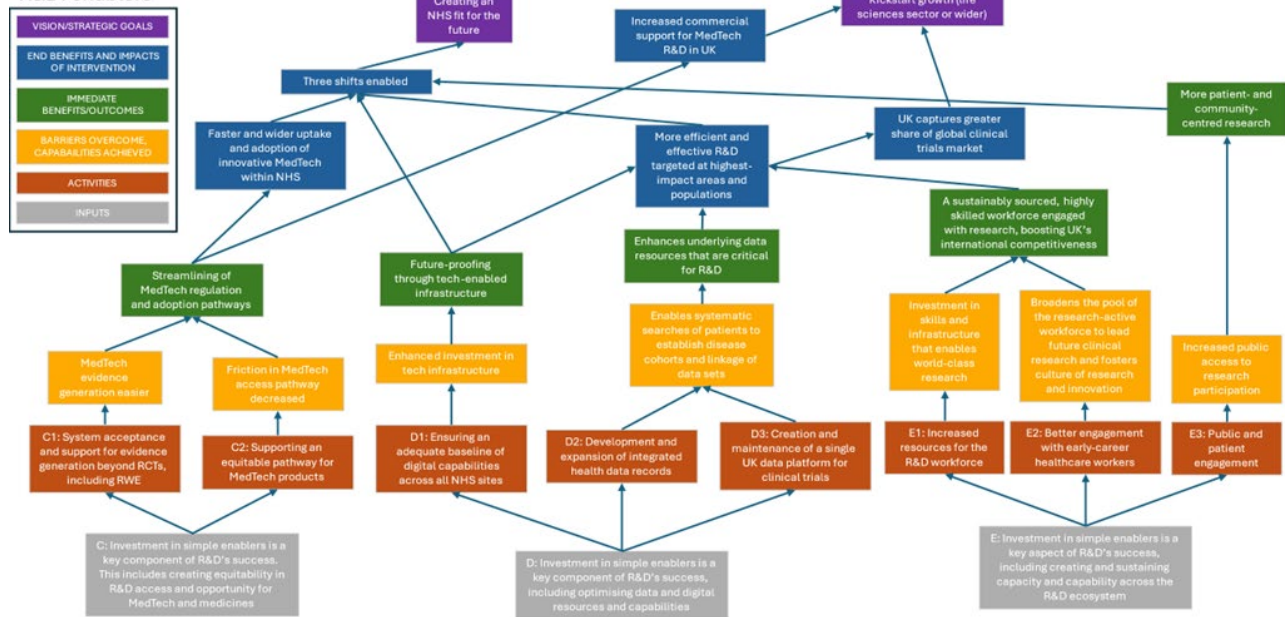 VISION/STRATEGIC GOALS
END BENEFITS AND IMPACTS
OF INTERVENTION
IMMEDIATE
BENEFITS/OUTCOMES
BARRIERS OVERCOME,
CAPABAILITIES ACHIEVED
ACTIVITIES
INPUTS
Creating an
NHS fit for the
future
Increased commercial
support for MedTech
R&D in UK
Kickstart growth (life
sciences sector or wider)
Three shifts enabled
More patient- and
community-
centred research
Faster and wider uptake
and adoption of
innovative MedTech
within NHS
More efficient and
effective R&D
targeted at highest-
impact areas and
populations
UK captures greater
share of global clinical
trials market
Streamlining of
MedTech regulation
and adoption pathways
Future-proofing
through tech-enabled
infrastructure
Enhances underlying data
resources that are critical
for R&D
A sustainably sourced, highly
skilled workforce engaged
with research, boosting UK's
international competitiveness
MedTech
evidence
generation easier
Friction in MedTech
access pathway
decreased
Enhanced investment in
tech infrastructure
Enables systematic
searches of patients to
establish disease
cohorts and linkage of
data sets
Investment in
skills and
infrastructure
that enables
world-class
research
Broadens the pool of
the research-active
workforce to lead
future clinical
research and fosters
culture of research
and innovation
Increased public
access to
research
participation
C1: System acceptance
and support for evidence
generation beyond RCTs,
including RWE
C2: Supporting an
equitable pathway for
MedTech products
D1: Ensuring an
adequate baseline of
digital capabilities
across all NHS sites
D2: Development and
expansion of integrated
health data records
D3: Creation and
maintenance of a single
UK data platform for
clinical trials
E1: Increased
resources for the
R&D workforce
E2: Better engagement
with early-career
healthcare workers
E3: Public and
patient engagement
C: Investment in simple enablers is a
key component of R&D's success.
This includes creating equitability in
R&D access and opportunity for
MedTech and medicines
D: Investment in simple enablers is a
key component of R&D's success,
including optimising data and digital
resources and capabilities
E: Investment in simple enablers is a
key aspect of R&D's success,
including creating and sustaining
capacity and capability across the
R&D ecosystem